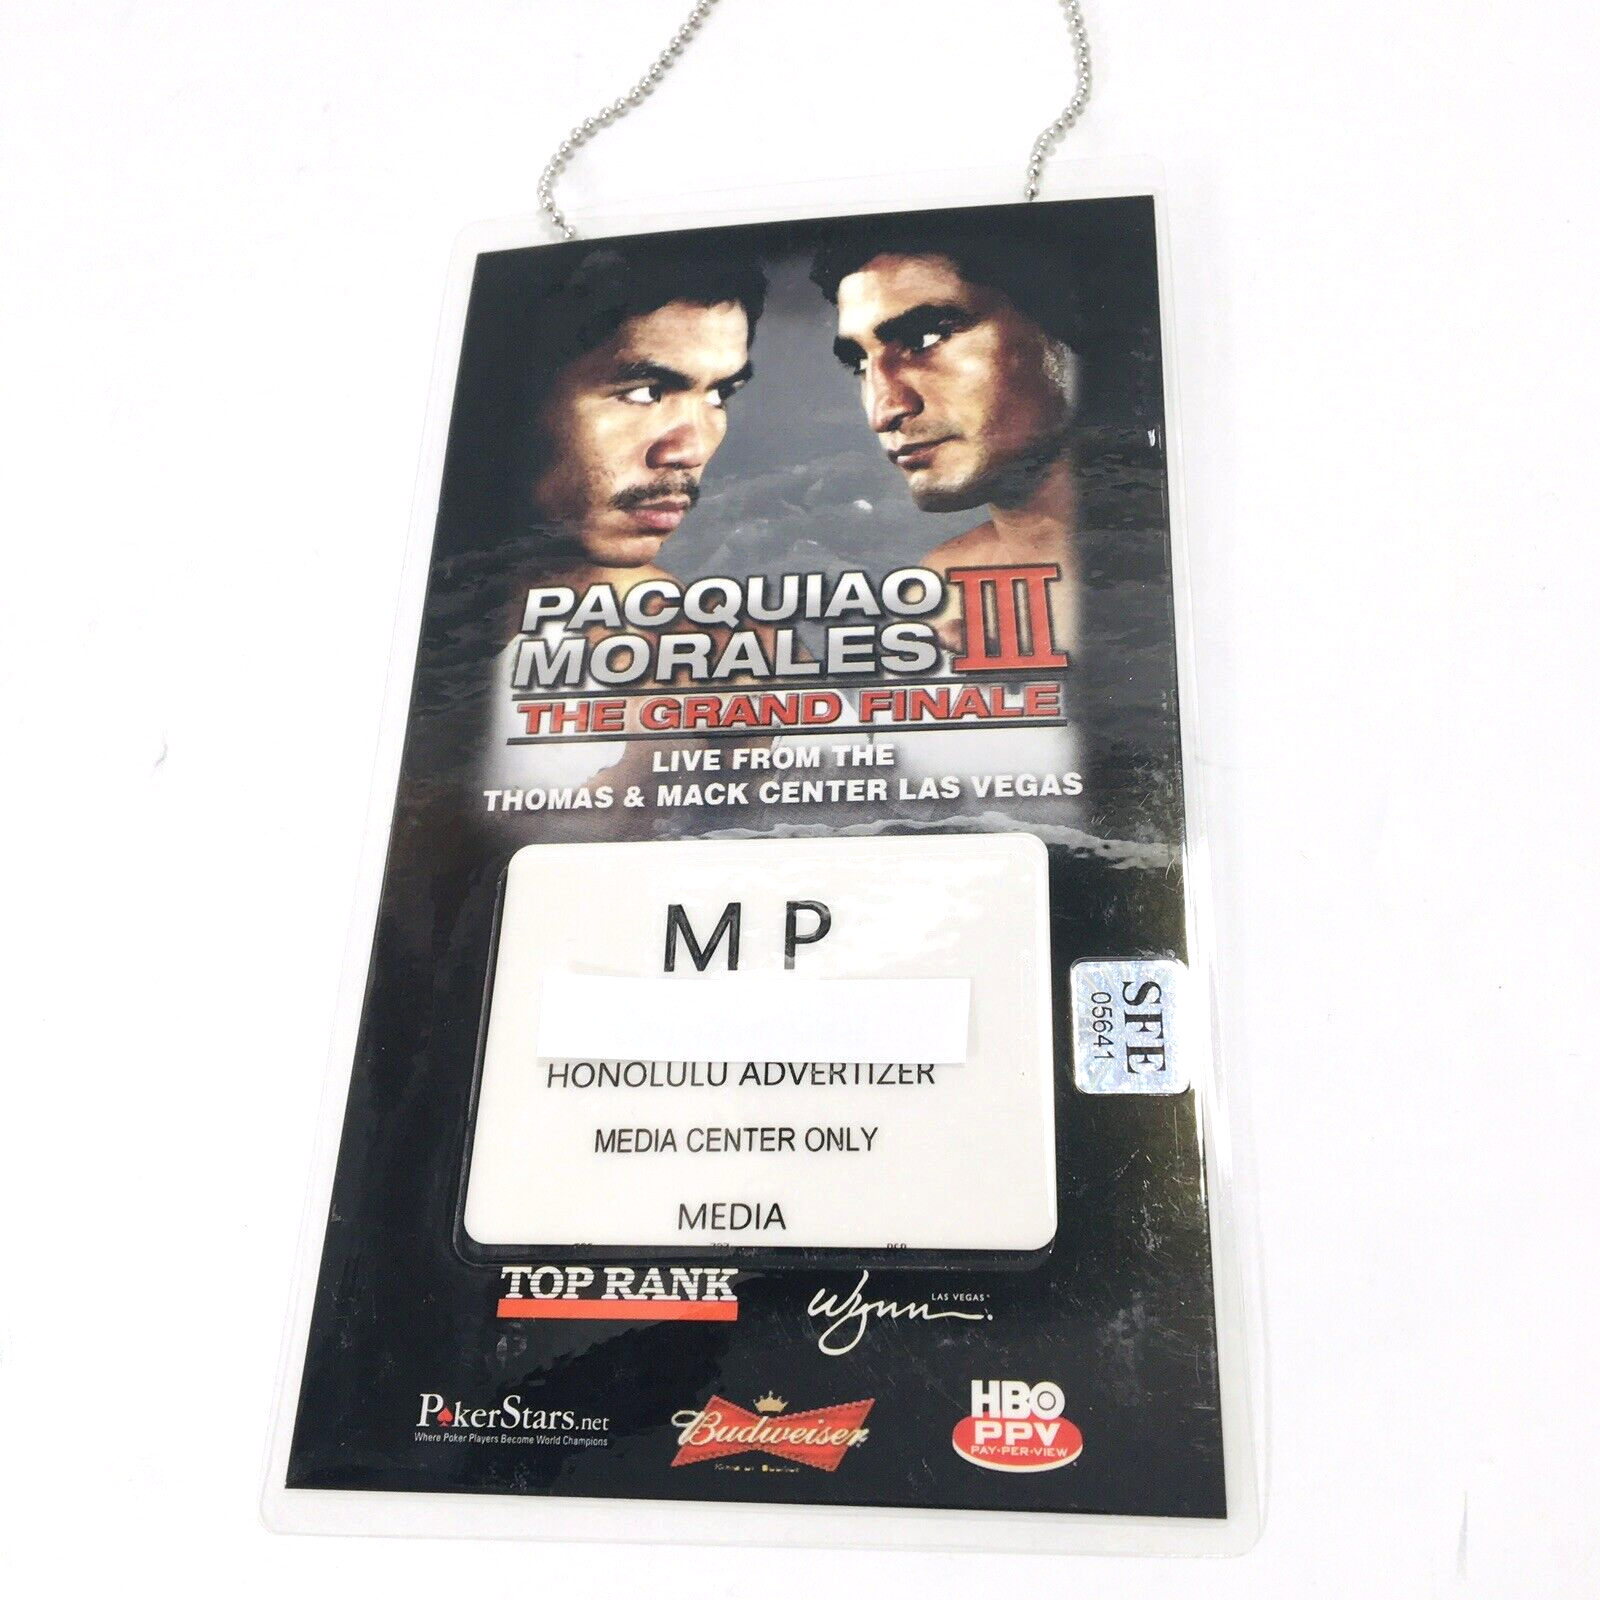 PACQUIAO
MORALES III
THE GRAND FINALE
LIVE FROM THE
THOMAS & MACK CENTER LAS VEGAS
M P
HONOLULU ADVERTIZER
MEDIA CENTER ONLY
MEDIA
SFE
05641
TOP RANK
Wynn LAS VEGAS
PokerStars.net
Where Poker Players Become World Champions
Budweiser
HBO
PPV
PAY-PER-VIEW